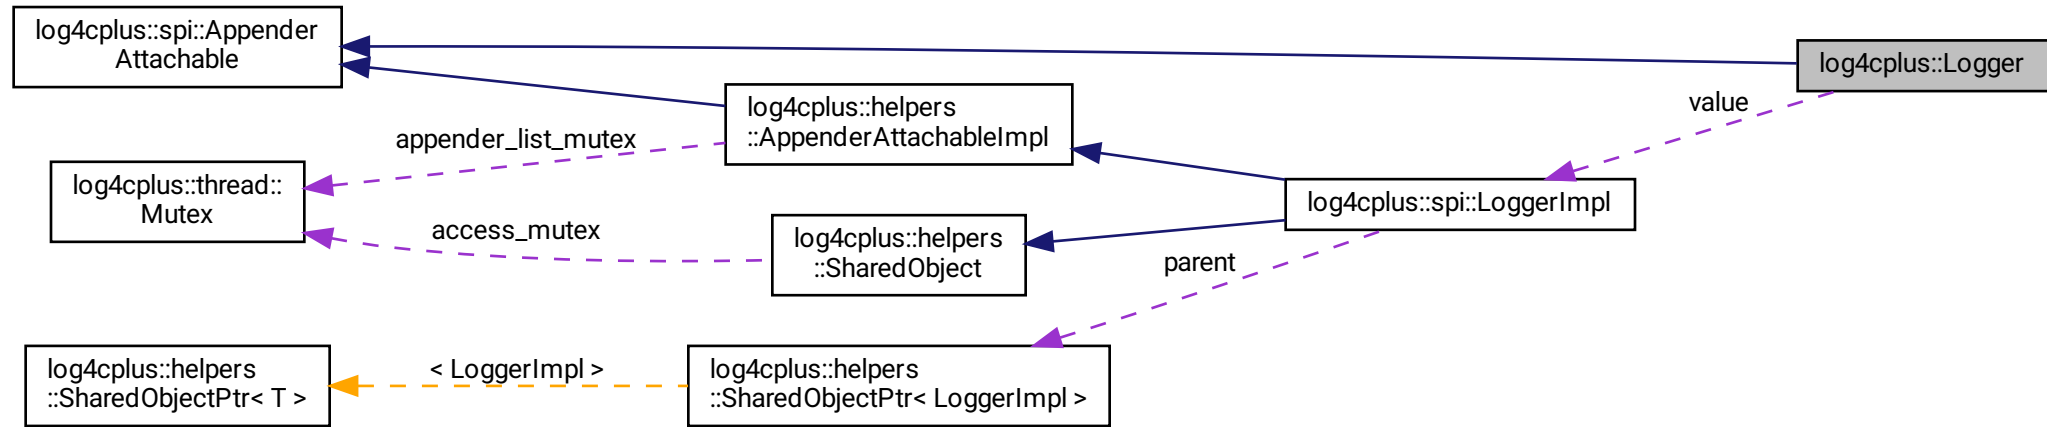 log4cplus::spi::Appender
Attachable
log4cplus::Logger
value
log4cplus::helpers
::AppenderAttachableImpl
appender_list_mutex
log4cplus::thread::
Mutex
log4cplus::spi::LoggerImpl
access_mutex
log4cplus::helpers
::SharedObject
parent
log4cplus::helpers
::SharedObjectPtr< T >
< LoggerImpl >
log4cplus::helpers
::SharedObjectPtr< LoggerImpl >